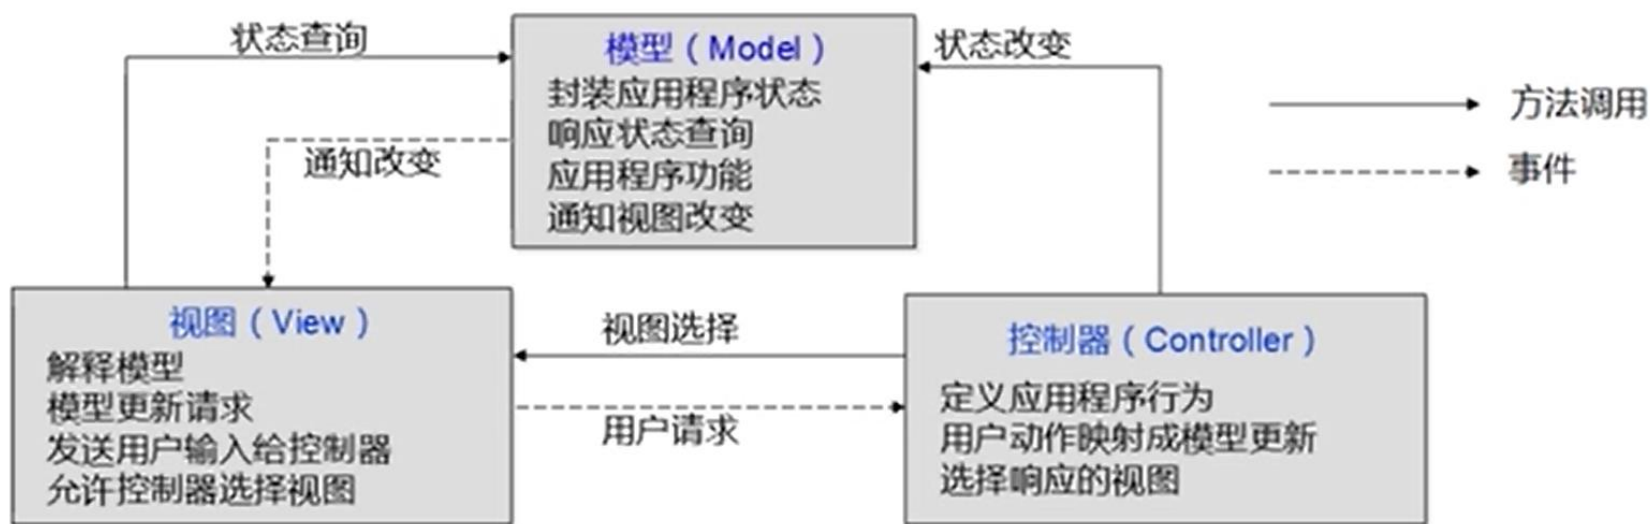 状态查询
模型（Model）
封装应用程序状态
响应状态查询
应用程序功能
通知视图改变
状态改变
方法调用
事件
通知改变
视图（View）
解释模型
模型更新请求
发送用户输入给控制器
允许控制器选择视图
视图选择
用户请求
控制器（Controller）
定义应用程序行为
用户动作映射成模型更新
选择响应的视图